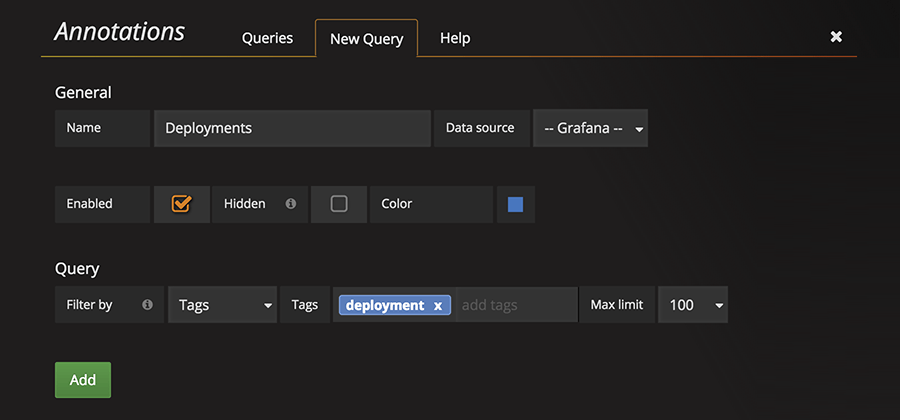 Annotations Queries New Query Help ✖
General
Name Deployments Data source -- Grafana --
Enabled Hidden Color
Query
Filter by Tags Tags deployment x add tags Max limit 100
Add